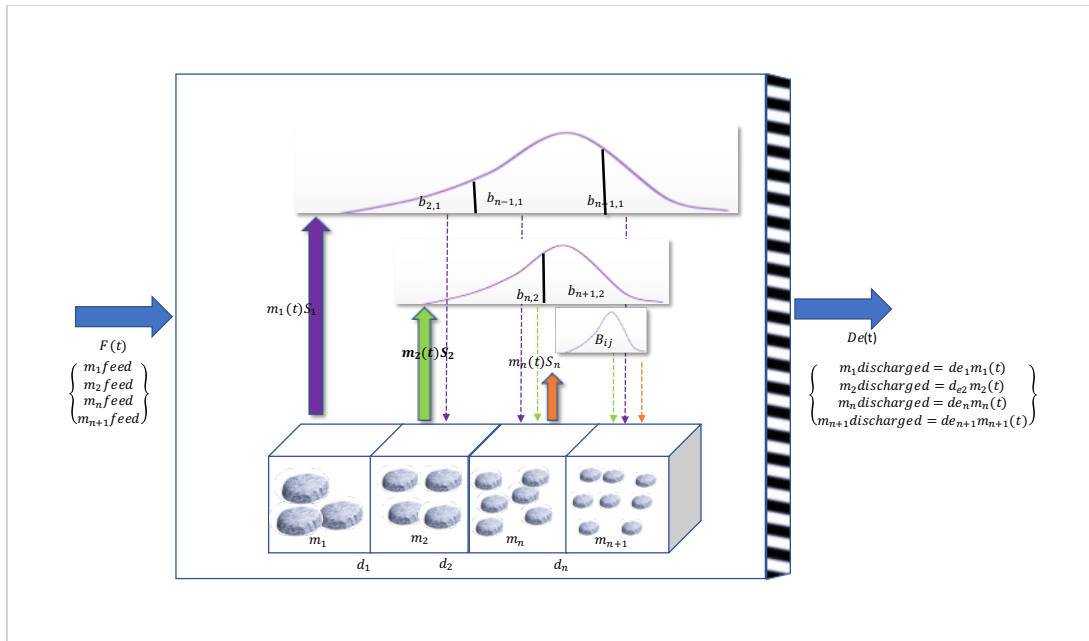 b₂,₁
bₙ₋₁,₁
bₙ₊₁,₁
bₙ,₂
bₙ₊₁,₂
m₁(t)S₁
m₂(t)S₂
mₙ(t)Sₙ
Bᵢⱼ
F(t)
m₁feed
m₂feed
mₙfeed
mₙ₊₁feed
De(t)
m₁discharged = de₁m₁(t)
m₂discharged = dₑ₂m₂(t)
mₙdischarged = deₙmₙ(t)
mₙ₊₁discharged = deₙ₊₁mₙ₊₁(t)
m₁
m₂
mₙ
mₙ₊₁
d₁
d₂
dₙ